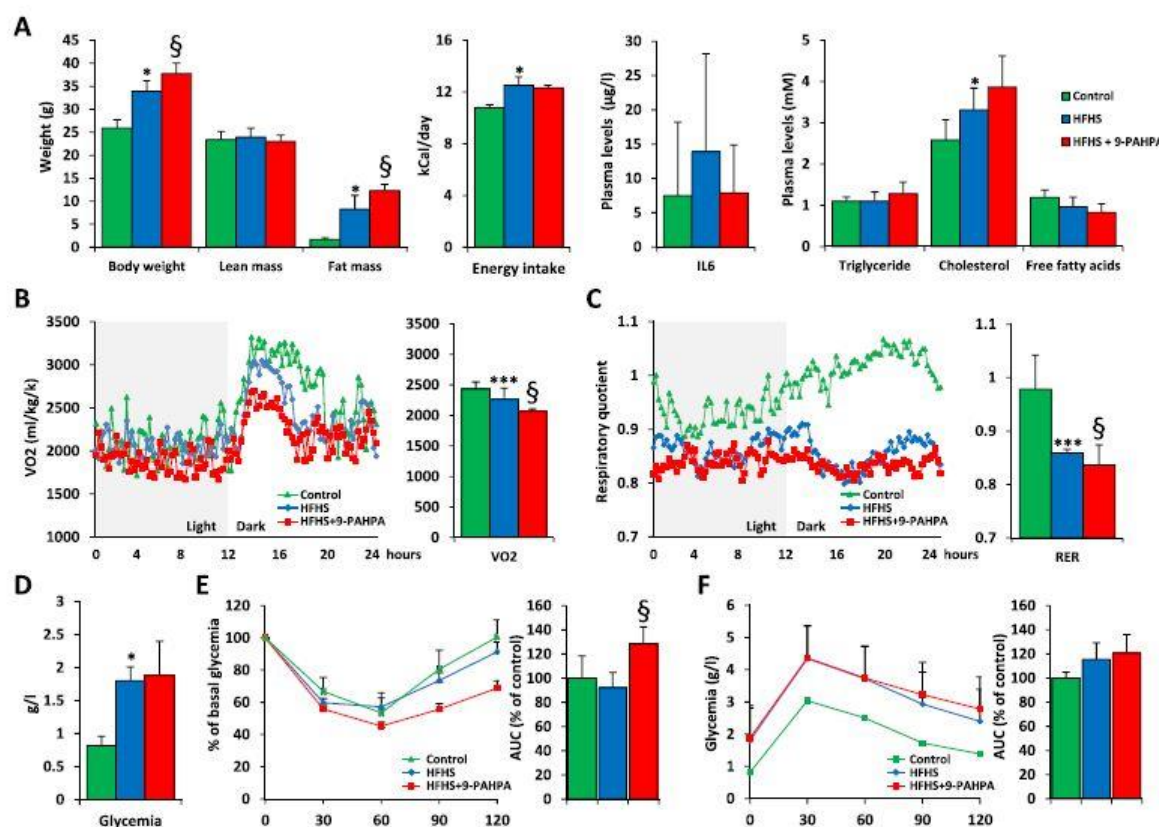 A
Weight (g)
45
40
35
30
25
20
15
10
5
0
*
§
*
§
Body weight
Lean mass
Fat mass
kCal/day
16
12
8
4
0
*
Energy intake
Plasma levels (µg/l)
30
25
20
15
10
5
0
IL6
Plasma levels (mM)
5
4
3
2
1
0
*
Triglyceride
Cholesterol
Free fatty acids
Control
HFHS
HFHS + 9-PAHPA
B
VO2 (ml/kg/k)
3500
3000
2500
2000
1500
1000
Control
HFHS
HFHS+9-PAHPA
Light
Dark
0 4 8 12 16 20 24 hours
3500
3000
2500
2000
1500
1000
500
0
***
§
VO2
C
Respiratory quotient
1.1
1
0.9
0.8
0.7
Control
HFHS
HFHS+9-PAHPA
Light
Dark
0 4 8 12 16 20 24 hours
1.1
1
0.9
0.8
0.7
***
§
RER
D
g/l
3
2.5
2
1.5
1
0.5
0
*
Glycemia
E
% of basal glycemia
120
100
80
60
40
20
0
Control
HFHS
HFHS+9-PAHPA
0 30 60 90 120
AUC (% of control)
160
140
120
100
80
60
40
20
0
§
F
Glycemia (g/l)
6
5
4
3
2
1
0
Control
HFHS
HFHS+9-PAHPA
0 30 60 90 120
AUC (% of control)
160
140
120
100
80
60
40
20
0